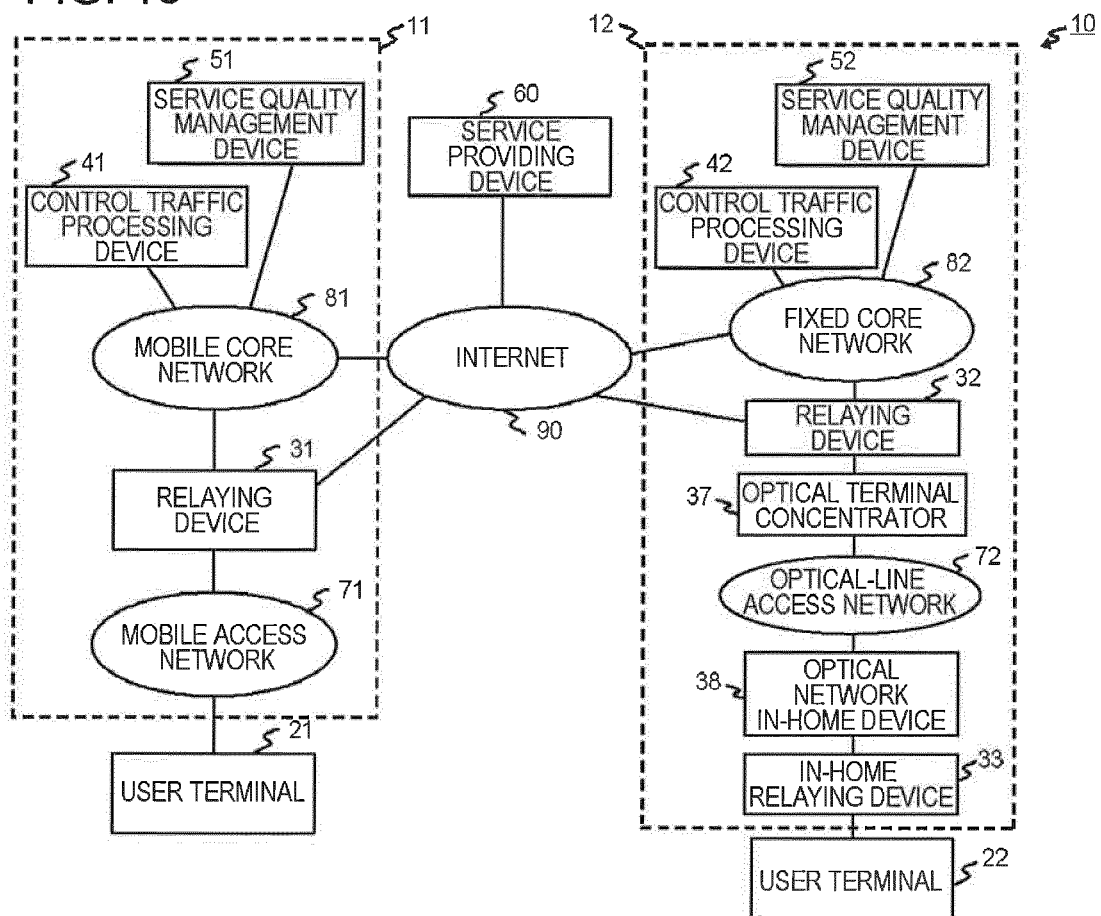 11
12
10
51
SERVICE QUALITY
MANAGEMENT
DEVICE
41
CONTROL TRAFFIC
PROCESSING
DEVICE
60
SERVICE
PROVIDING
DEVICE
52
SERVICE QUALITY
MANAGEMENT
DEVICE
42
CONTROL TRAFFIC
PROCESSING
DEVICE
81
MOBILE CORE
NETWORK
INTERNET
90
82
FIXED CORE
NETWORK
31
RELAYING
DEVICE
32
RELAYING
DEVICE
37
OPTICAL TERMINAL
CONCENTRATOR
71
MOBILE ACCESS
NETWORK
72
OPTICAL-LINE
ACCESS NETWORK
38
OPTICAL
NETWORK
IN-HOME DEVICE
21
USER TERMINAL
33
IN-HOME
RELAYING DEVICE
22
USER TERMINAL